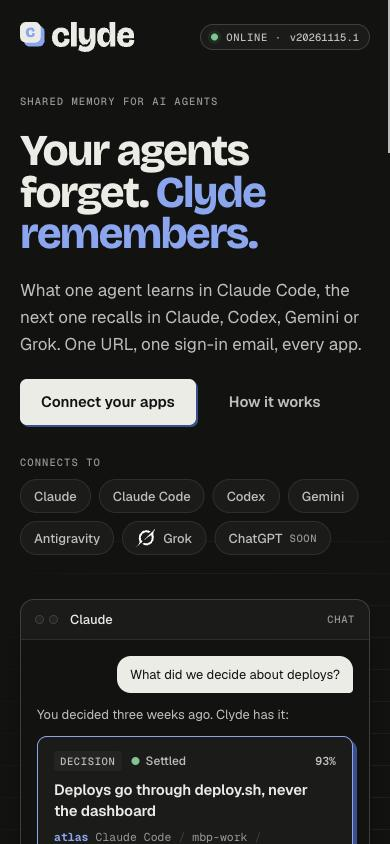 C clyde
ONLINE · v20261115.1
SHARED MEMORY FOR AI AGENTS
Your agents
forget. Clyde
remembers.
What one agent learns in Claude Code, the
next one recalls in Claude, Codex, Gemini or
Grok. One URL, one sign-in email, every app.
Connect your apps How it works
CONNECTS TO
Claude Claude Code Codex Gemini
Antigravity Grok ChatGPT SOON
Claude CHAT
What did we decide about deploys?
You decided three weeks ago. Clyde has it:
DECISION Settled 93%
Deploys go through deploy.sh, never
the dashboard
atlas Claude Code / mbp-work /